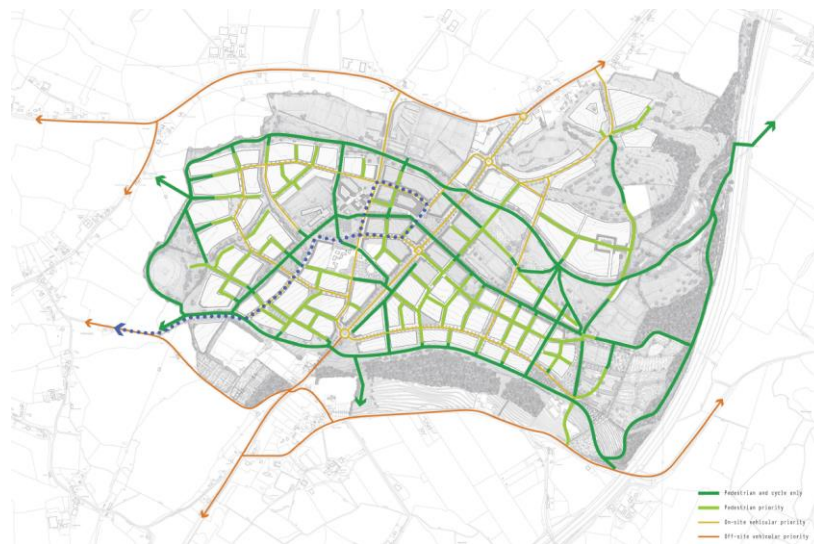 Pedestrian and cycle only
Pedestrian priority
On-site vehicular priority
Off-site vehicular priority